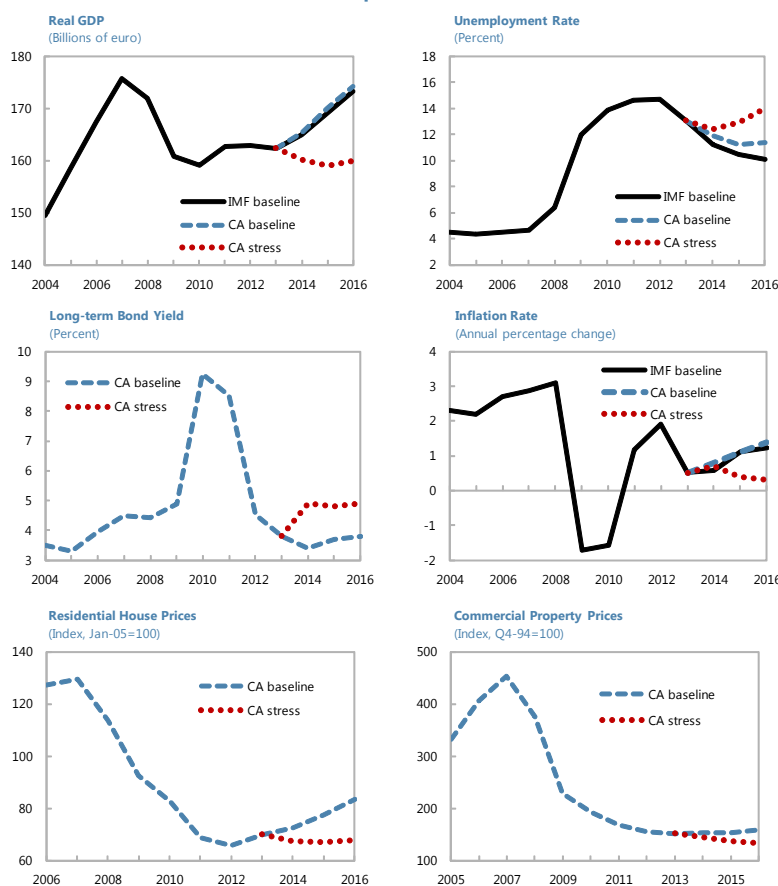 Real GDP
(Billions of euro)
180
170
160
150
140
2004 2006 2008 2010 2012 2014 2016
IMF baseline
CA baseline
CA stress
Unemployment Rate
(Percent)
18
16
14
12
10
8
6
4
2
2004 2006 2008 2010 2012 2014 2016
IMF baseline
CA baseline
CA stress
Long-term Bond Yield
(Percent)
10
9
8
7
6
5
4
3
2004 2006 2008 2010 2012 2014 2016
CA baseline
CA stress
Inflation Rate
(Annual percentage change)
4
3
2
1
0
-1
-2
2004 2006 2008 2010 2012 2014 2016
IMF baseline
CA baseline
CA stress
Residential House Prices
(Index, Jan-05=100)
140
120
100
80
60
2006 2008 2010 2012 2014 2016
CA baseline
CA stress
Commercial Property Prices
(Index, Q4-94=100)
500
400
300
200
100
2005 2007 2009 2011 2013 2015
CA baseline
CA stress